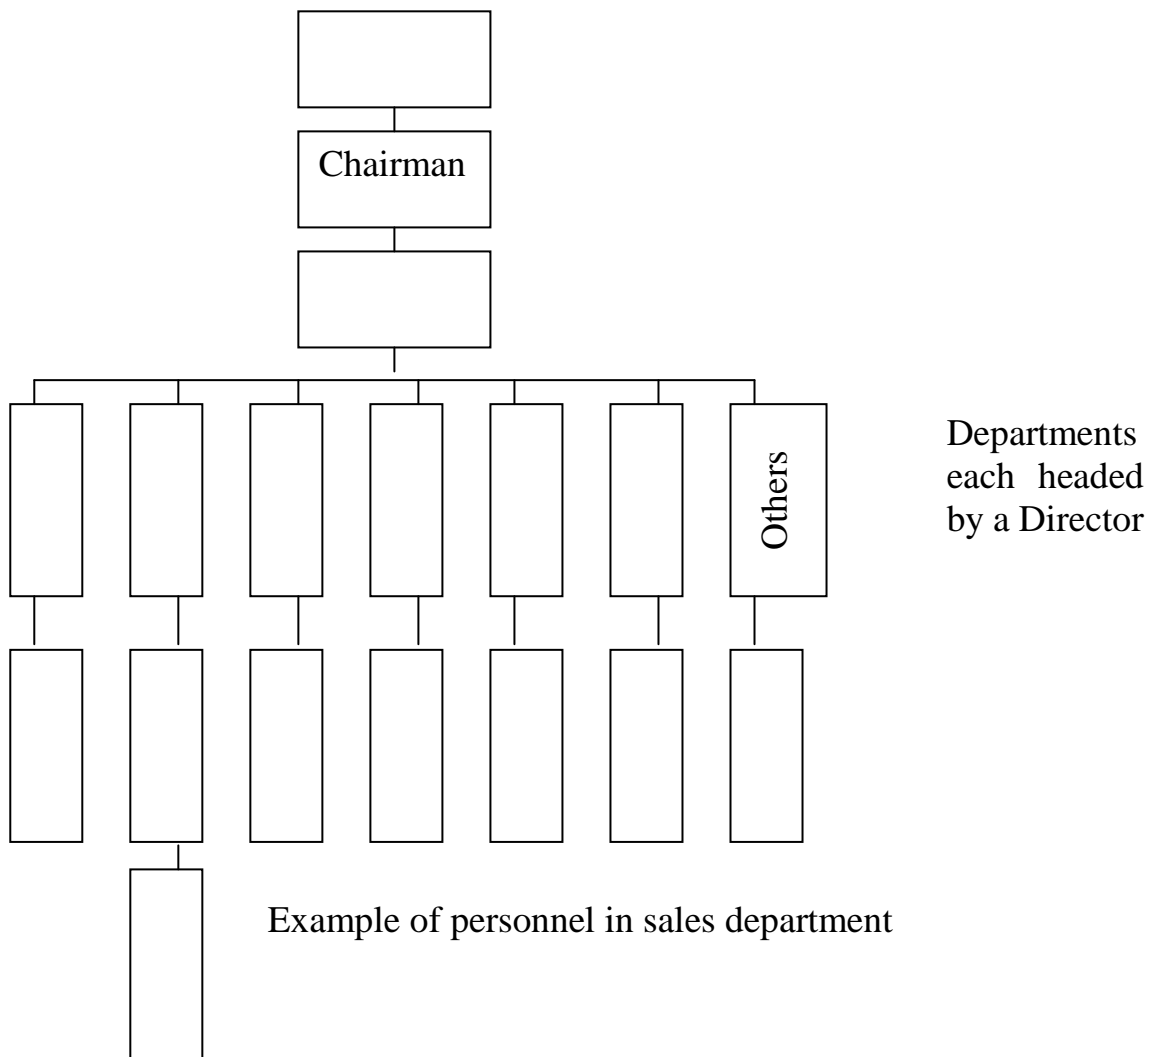 Chairman
Departments
each headed
by a Director
Others
Example of personnel in sales department